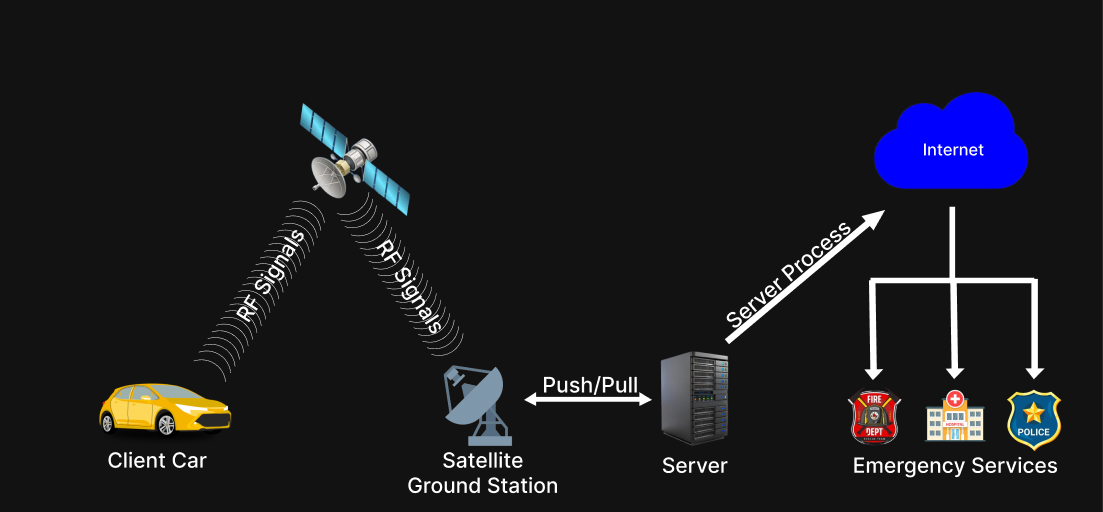 Internet
RF Signals
RF Signals
Server Process
Push/Pull
FIRE
DEPT
HOSPITAL
POLICE
Client Car
Satellite
Ground Station
Server
Emergency Services